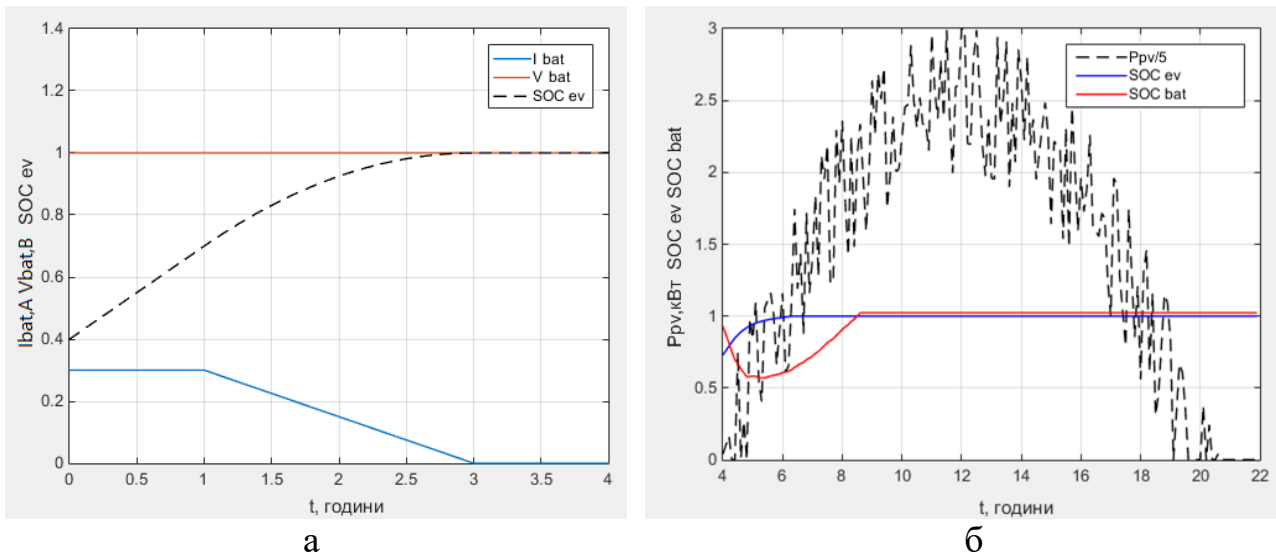 1.4
1.2
1
0.8
0.6
0.4
0.2
0
Ibat,A Vbat,B SOC ev
I bat
V bat
SOC ev
0 0.5 1 1.5 2 2.5 3 3.5 4
t, години
а
3
2.5
2
1.5
1
0.5
0
Ppv,кВт SOC ev SOC bat
Ppv/5
SOC ev
SOC bat
4 6 8 10 12 14 16 18 20 22
t, години
б